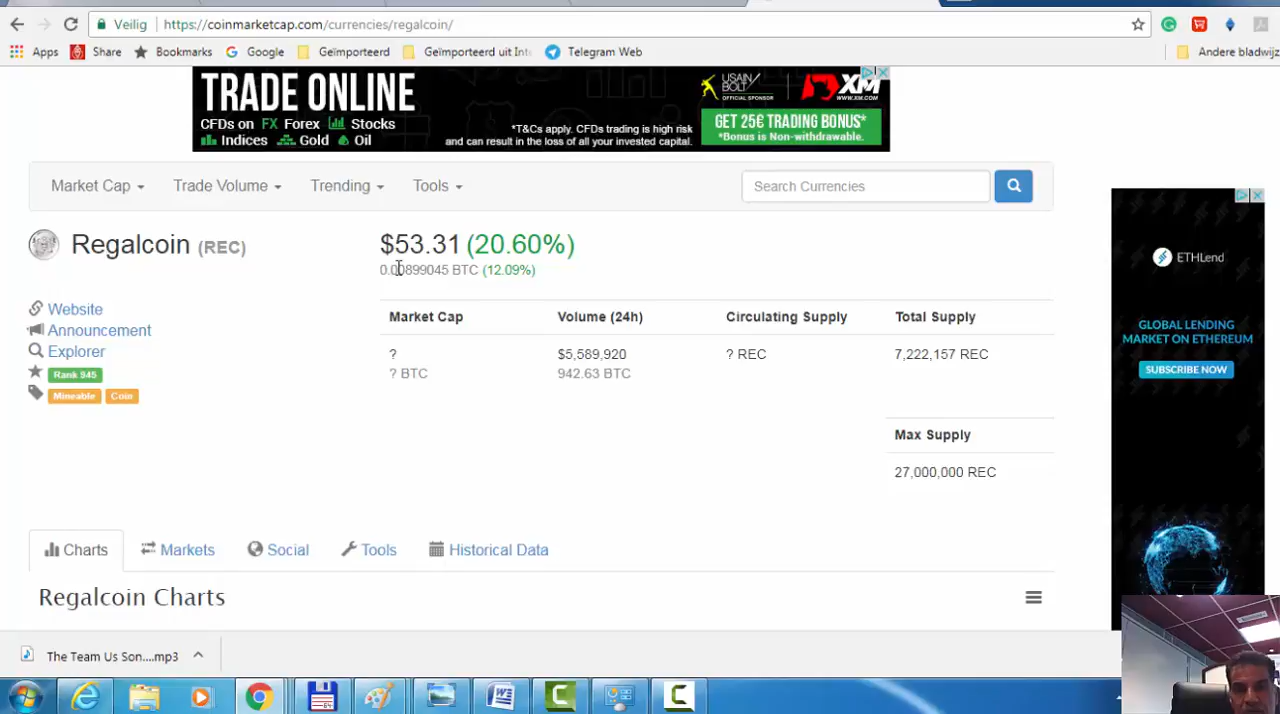 Veilig
https://coinmarketcap.com/currencies/regalcoin/
Apps
Share
Bookmarks
Google
Geïmporteerd
Geïmporteerd uit Int
Telegram Web
Andere bladwijz
TRADE ONLINE
CFDs on FX Forex Stocks
Indices Gold Oil
*T&Cs apply. CFDs trading is high risk
and can result in the loss of all your invested capital.
USAIN
BOLT
OFFICIAL SPONSOR
XM
WWW.XM.COM
GET 25€ TRADING BONUS*
*Bonus is Non-withdrawable.
Market Cap
Trade Volume
Trending
Tools
Search Currencies
Regalcoin (REC)
$53.31 (20.60%)
0.00899045 BTC (12.09%)
Website
Announcement
Explorer
Rank 945
Mineable
Coin
Market Cap
Volume (24h)
Circulating Supply
Total Supply
?
$5,589,920
? REC
7,222,157 REC
? BTC
942.63 BTC
Max Supply
27,000,000 REC
ETHLend
GLOBAL LENDING
MARKET ON ETHEREUM
SUBSCRIBE NOW
Charts
Markets
Social
Tools
Historical Data
Regalcoin Charts
The Team Us Son....mp3
64